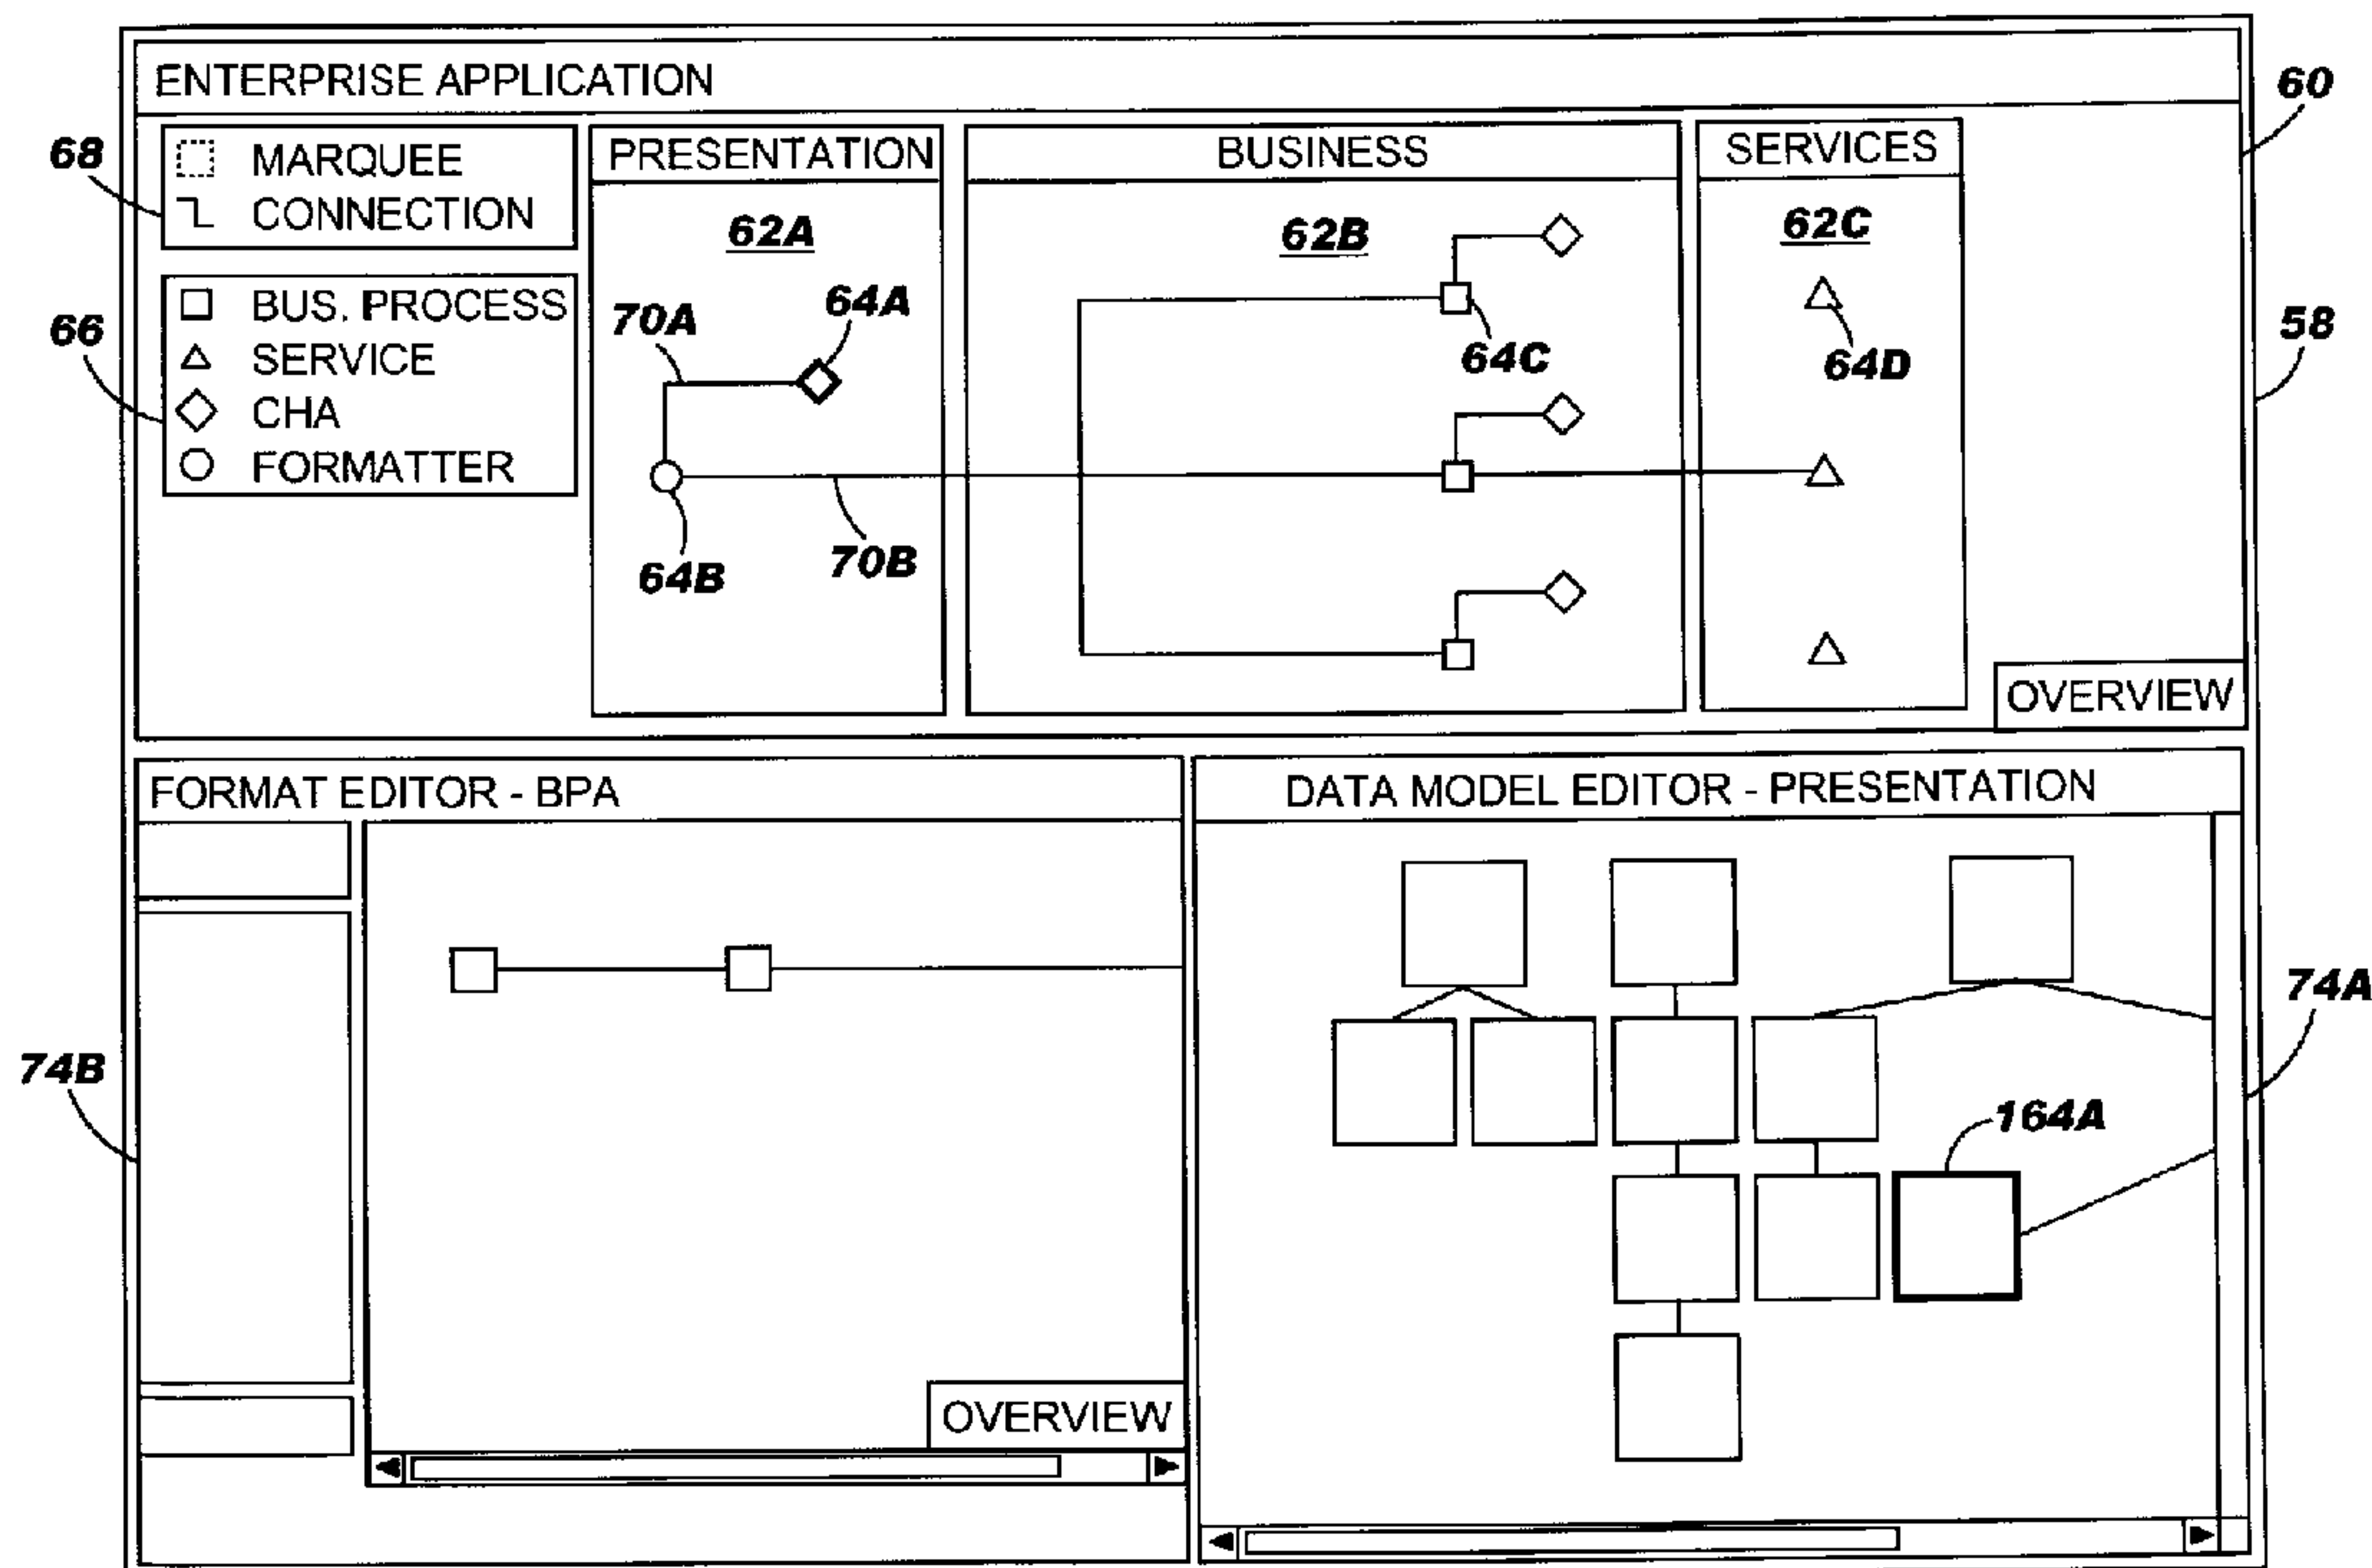 ENTERPRISE APPLICATION
60
68
MARQUEE
CONNECTION
PRESENTATION
BUSINESS
SERVICES
62A
62B
62C
66
BUS. PROCESS
SERVICE
CHA
FORMATTER
70A
64A
64C
64D
58
64B
70B
OVERVIEW
FORMAT EDITOR - BPA
DATA MODEL EDITOR - PRESENTATION
74A
74B
164A
OVERVIEW